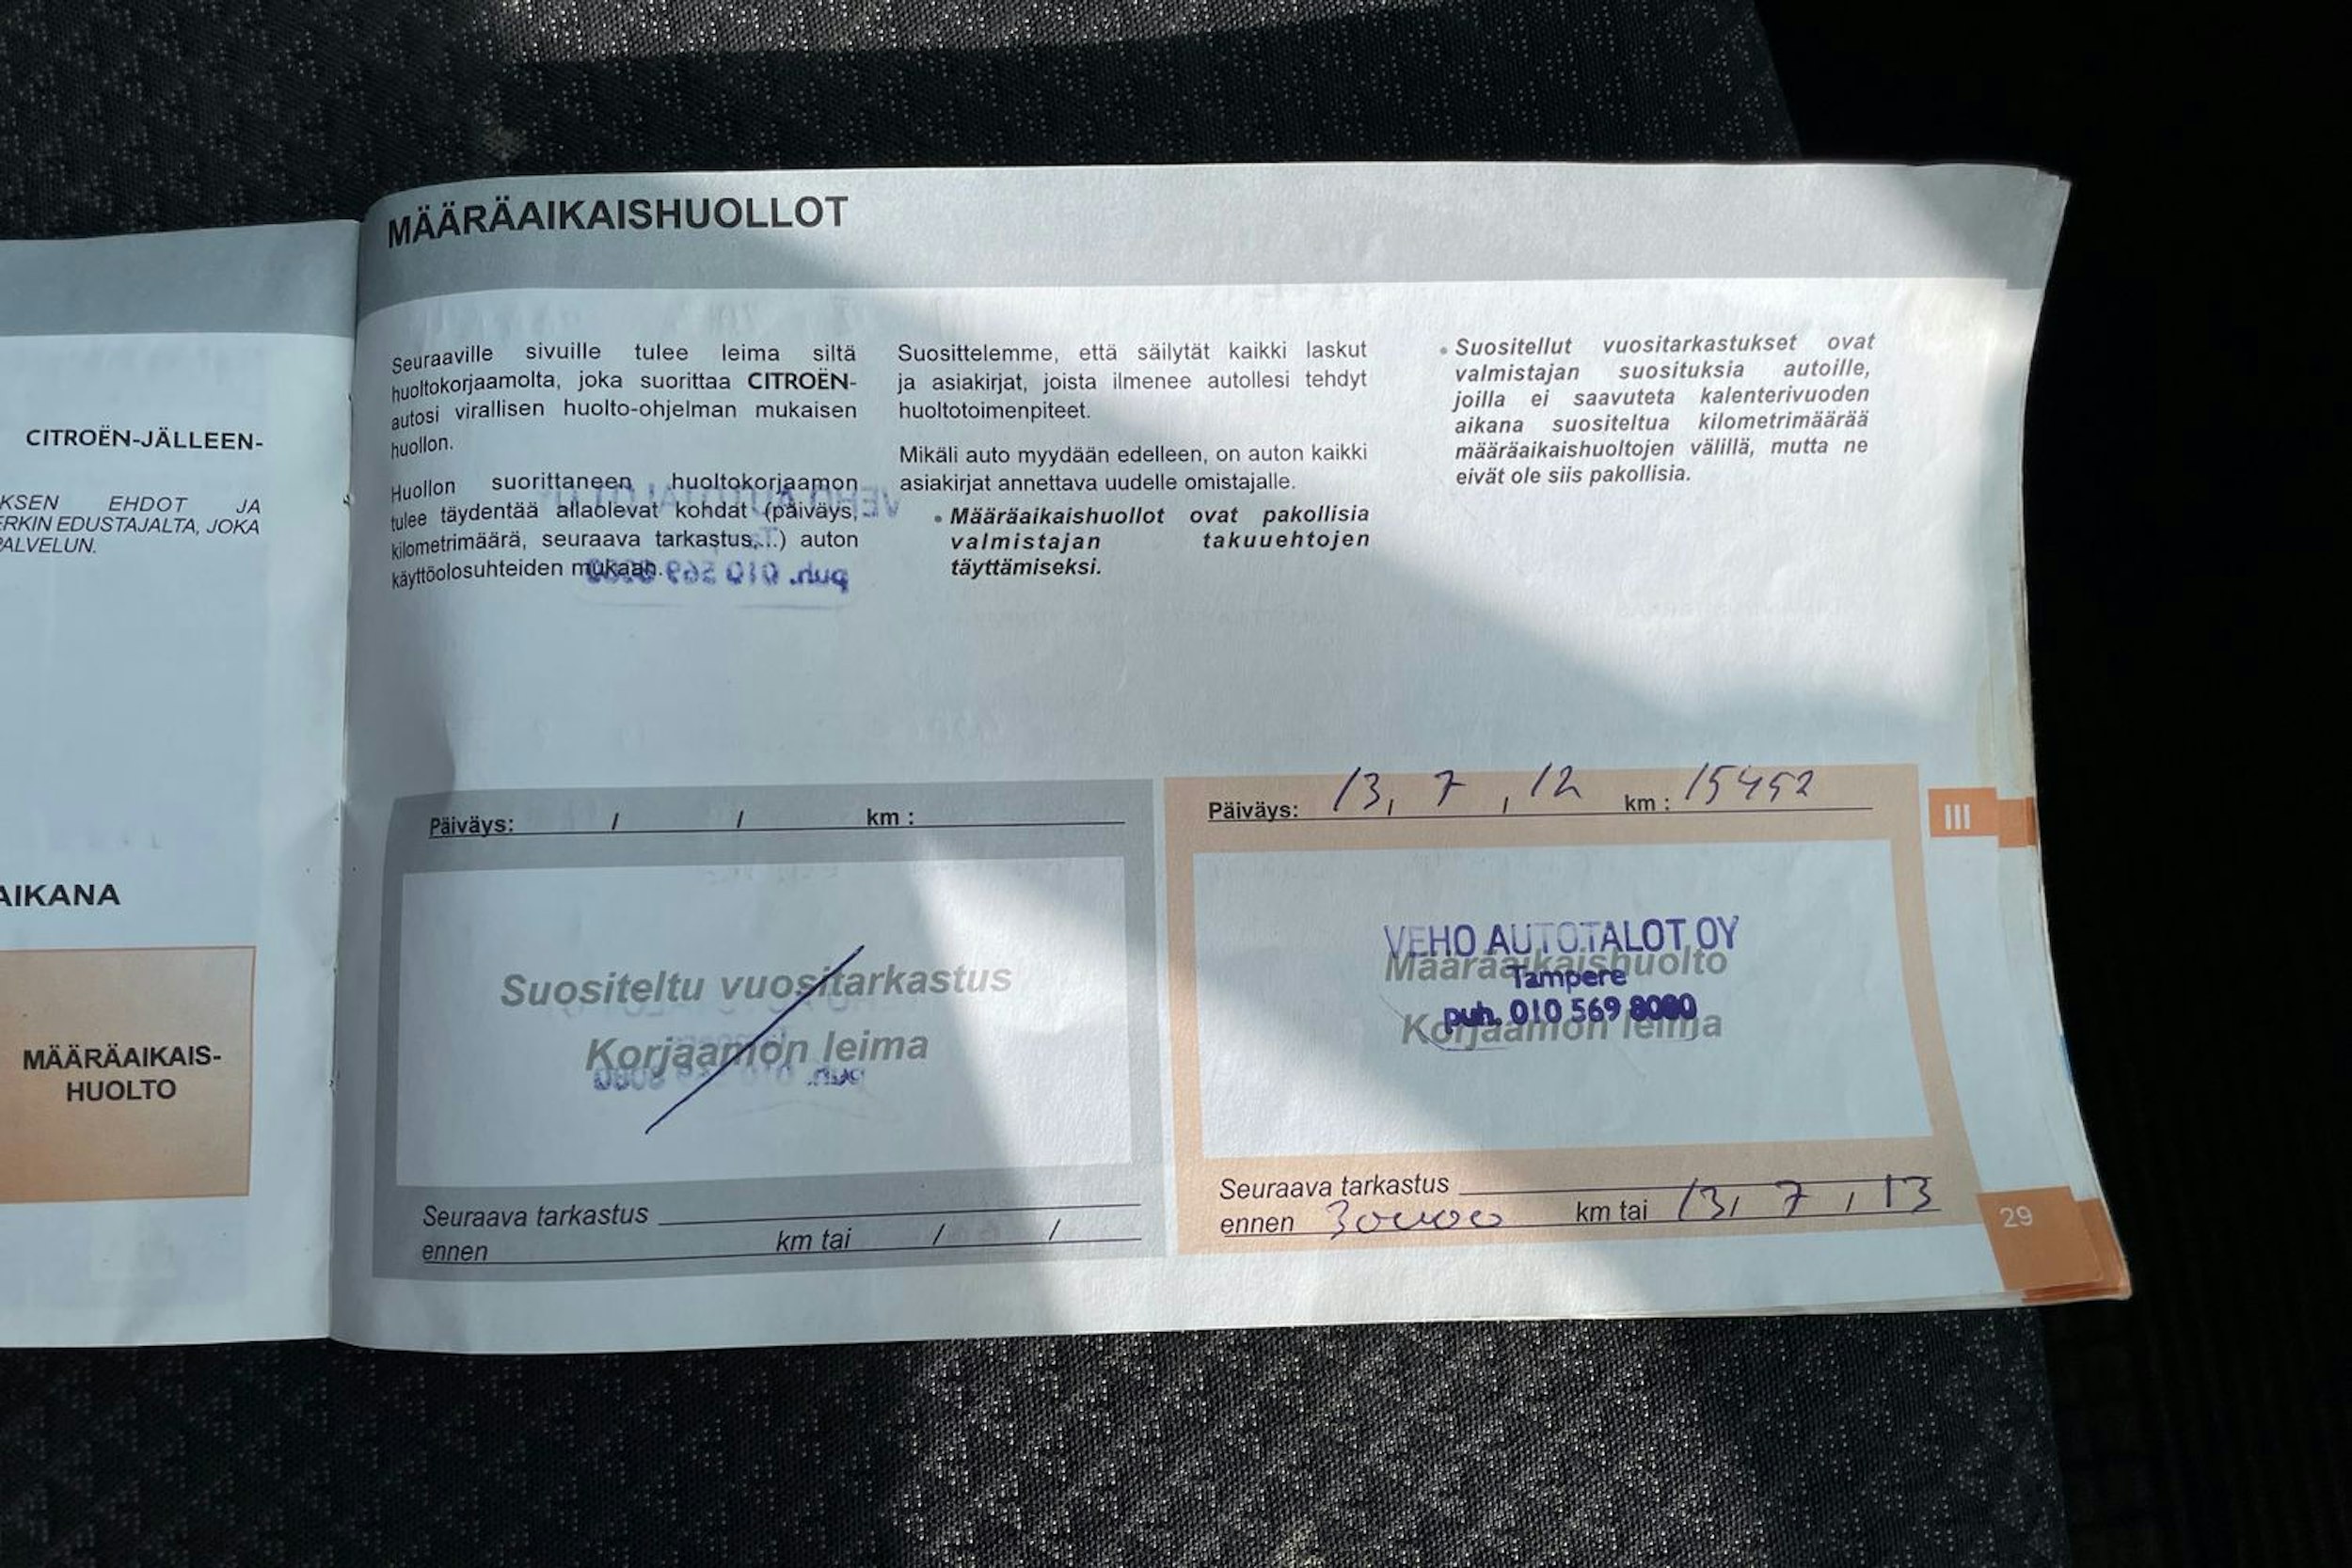 CITROËN-JÄLLEEN-
KSEN EHDOT JA
ERKIN EDUSTAJALTA, JOKA
PALVELUN.
AIKANA
MÄÄRÄAIKAIS-
HUOLTO
MÄÄRÄAIKAISHUOLLOT
Seuraaville sivuille tulee leima siltä
huoltokorjaamolta, joka suorittaa CITROËN-
autosi virallisen huolto-ohjelman mukaisen
huollon.
Huollon suorittaneen huoltokorjaamon
tulee täydentää allaolevat kohdat (päiväys,
kilometrimäärä, seuraava tarkastus,...) auton
käyttöolosuhteiden mukaan.
Suosittelemme, että säilytät kaikki laskut
ja asiakirjat, joista ilmenee autollesi tehdyt
huoltotoimenpiteet.
Mikäli auto myydään edelleen, on auton kaikki
asiakirjat annettava uudelle omistajalle.
• Määräaikaishuollot ovat pakollisia
valmistajan takuuehtojen
täyttämiseksi.
• Suositellut vuositarkastukset ovat
valmistajan suosituksia autoille,
joilla ei saavuteta kalenterivuoden
aikana suositeltua kilometrimäärää
määräaikaishuoltojen välillä, mutta ne
eivät ole siis pakollisia.
Päiväys: / / km :
Suositeltu vuositarkastus
Korjaamon leima
Seuraava tarkastus
ennen km tai / /
Päiväys: 13, 7, 12 km : 15452
VEHO AUTOTALOT OY
Määräaikaishuolto
Tampere
puh. 010 569 8080
Korjaamon leima
Seuraava tarkastus
ennen 30000 km tai 13, 7, 13
III
29